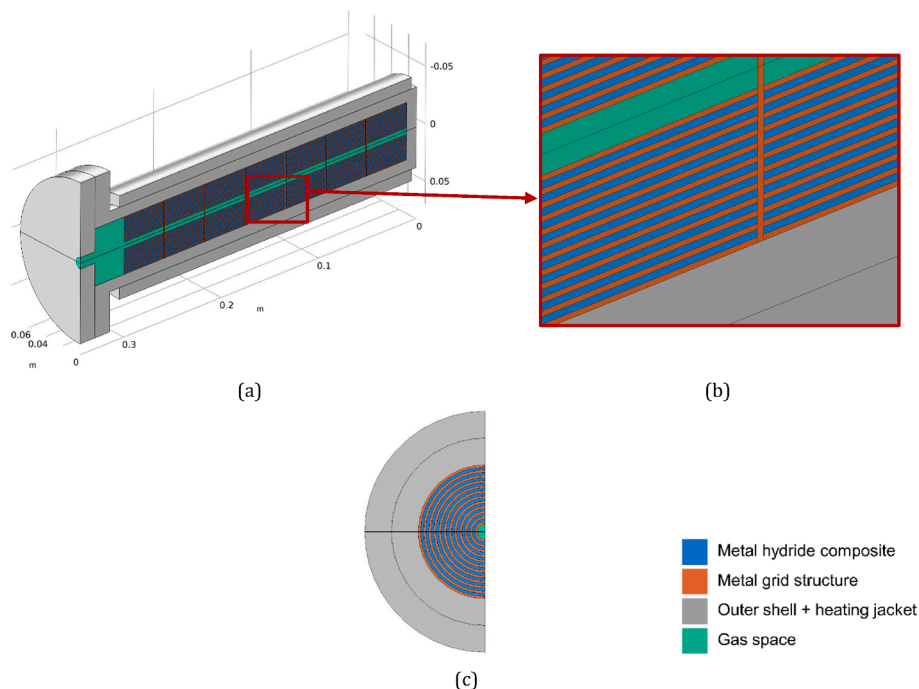 -0.05
0
0.05
0
0.1
0.2
m
0.3
0.06
0.04
0
m
(a)
(b)
(c)
Metal hydride composite
Metal grid structure
Outer shell + heating jacket
Gas space